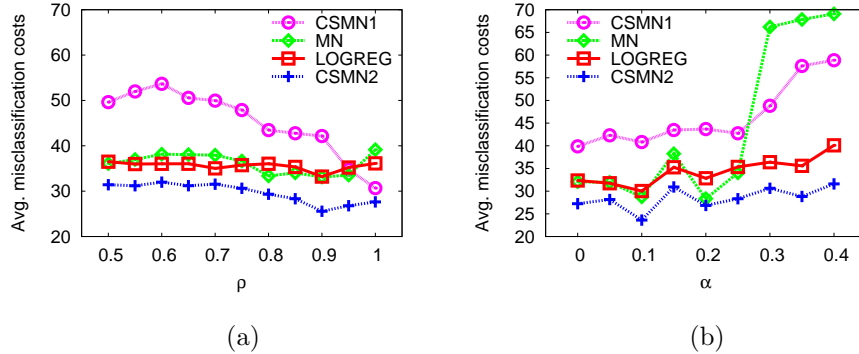 Avg. misclassification costs
70
60
50
40
30
20
0.5 0.6 0.7 0.8 0.9 1
ρ
CSMN1
MN
LOGREG
CSMN2
(a)
Avg. misclassification costs
70
65
60
55
50
45
40
35
30
25
20
0 0.1 0.2 0.3 0.4
α
CSMN1
MN
LOGREG
CSMN2
(b)